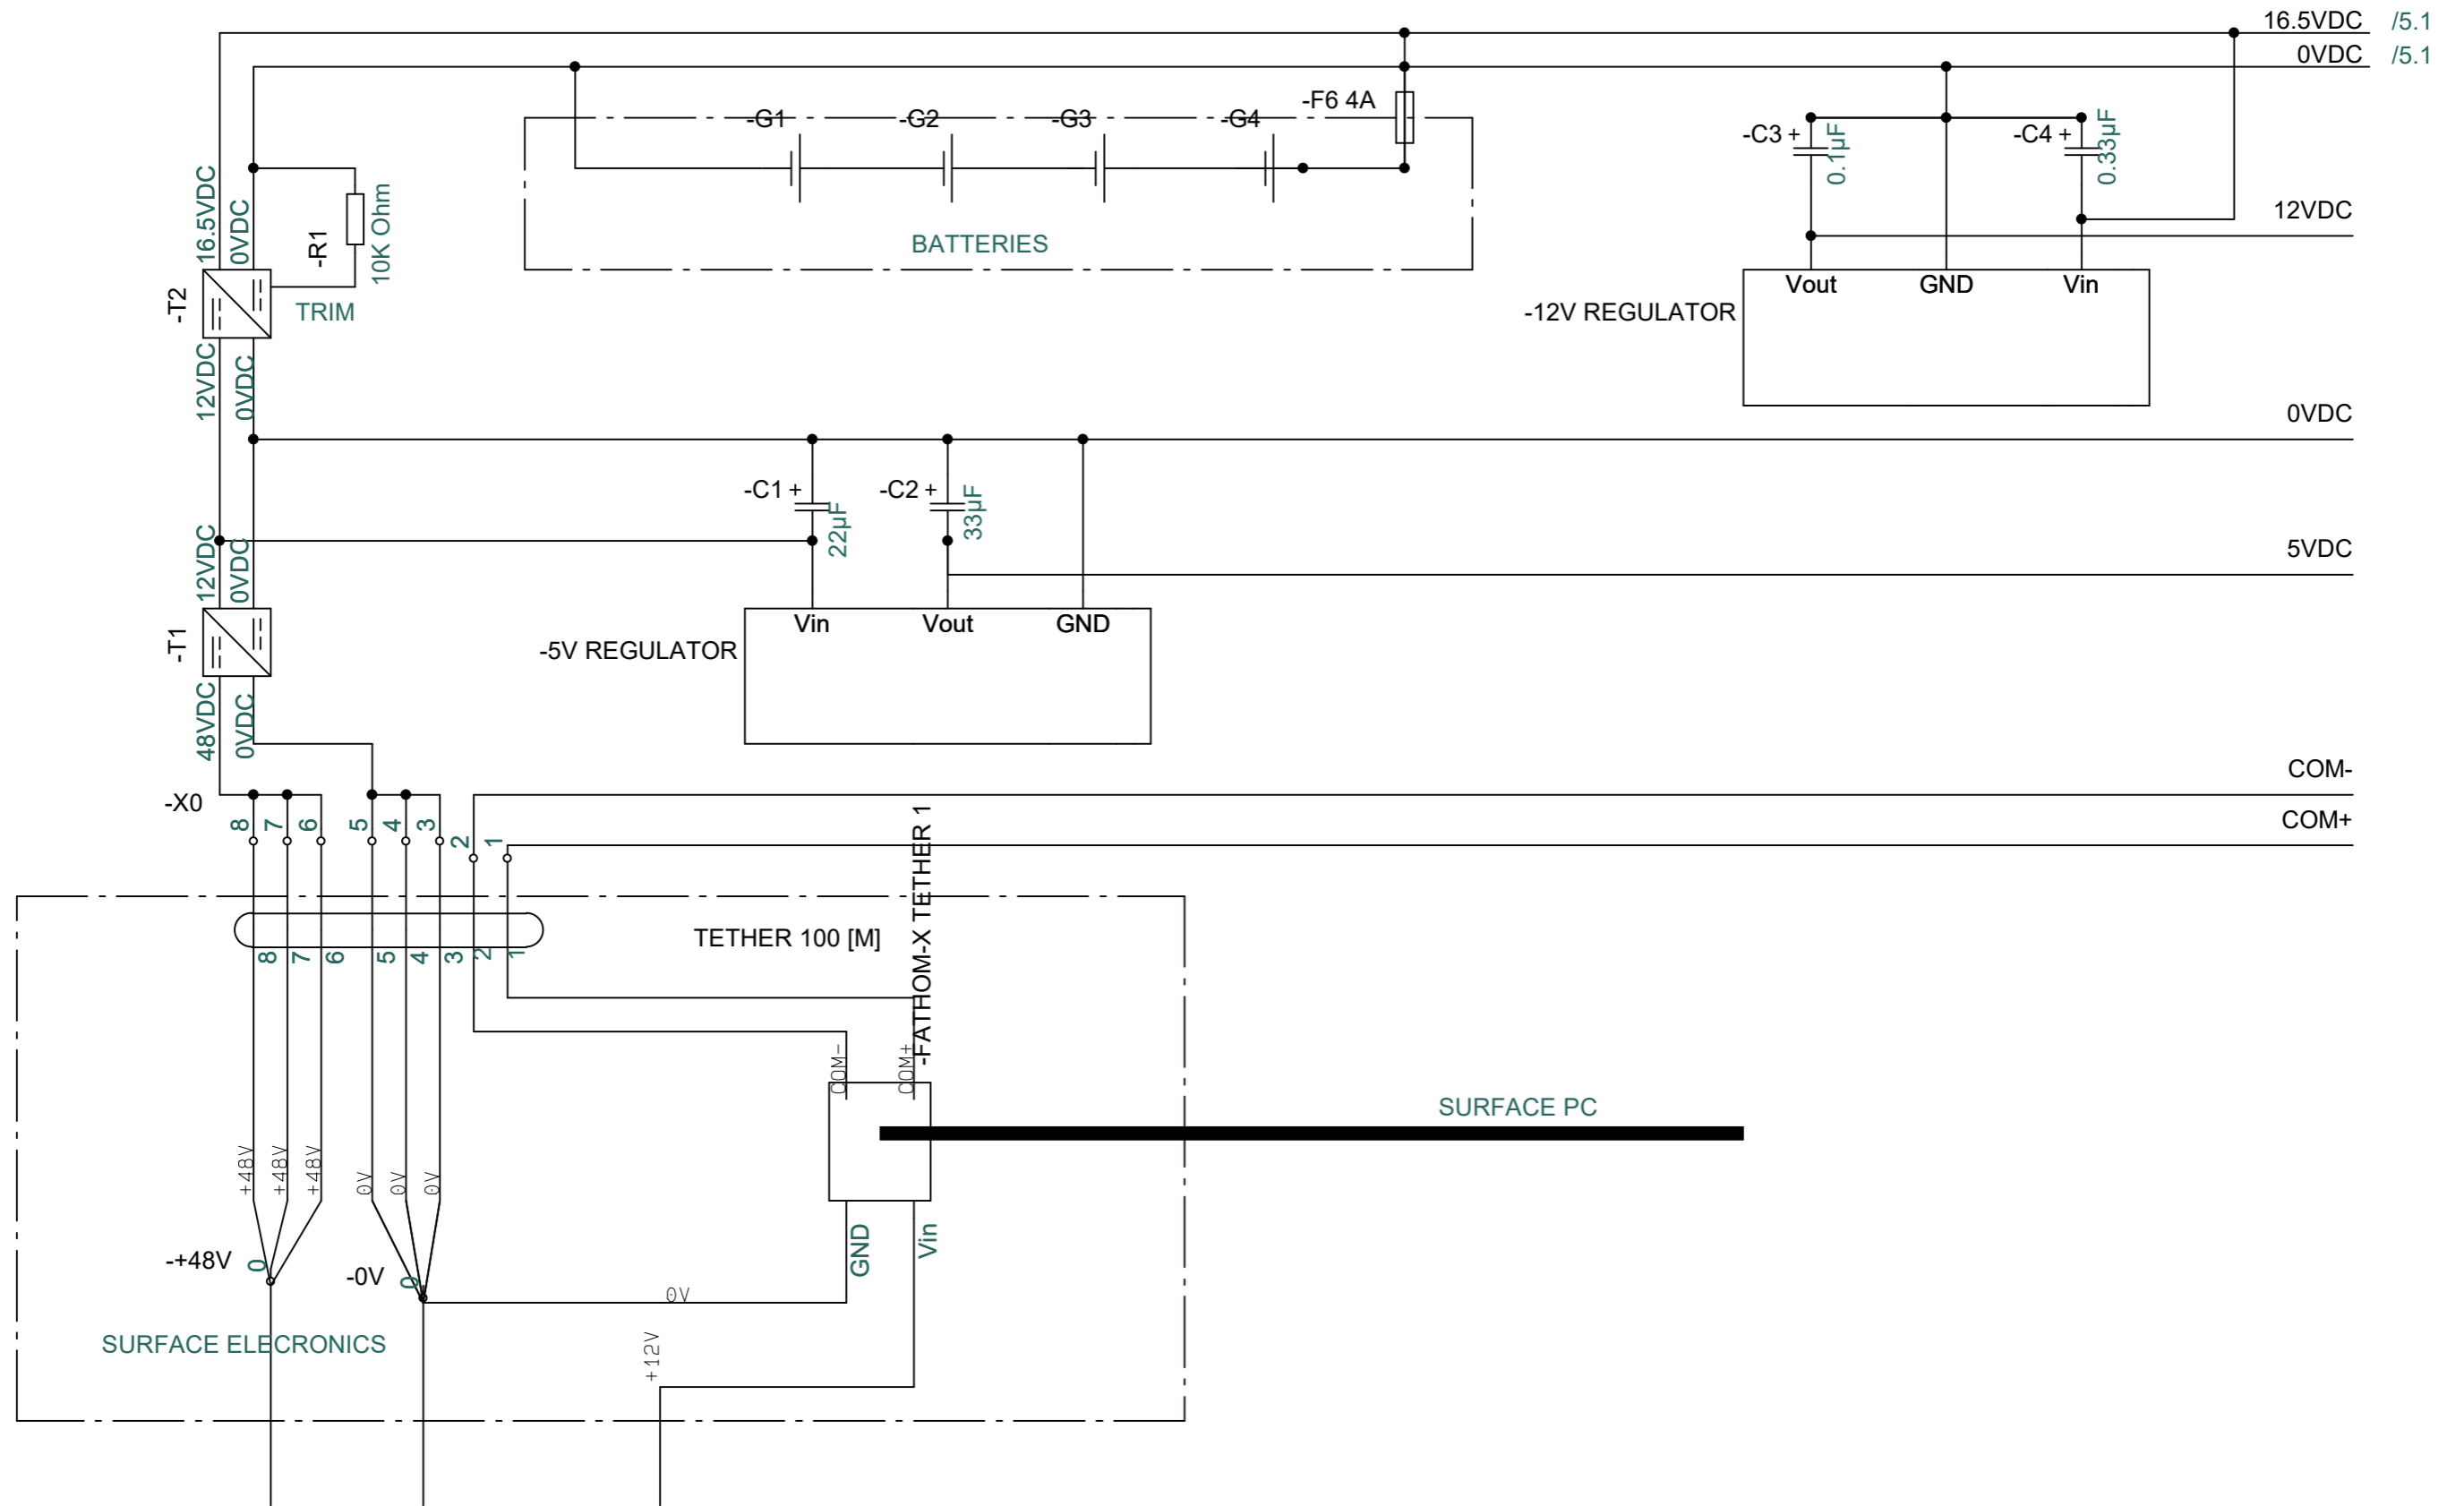 16.5VDC /5.1
0VDC /5.1
-F6 4A
-G1 -G2 -G3 -G4
-C3 +
0.1µF
-C4 +
0.33µF
16.5VDC
0VDC
-R1
10K Ohm
BATTERIES
12VDC
-T2
TRIM
-12V REGULATOR
Vout GND Vin
12VDC
0VDC
0VDC
-C1 +
22µF
-C2 +
33µF
12VDC
0VDC
5VDC
-T1
-5V REGULATOR
Vin Vout GND
48VDC
0VDC
COM-
-X0
8 7 6 5 4 3 2 1
COM+
-FATHOM-X TETHER 1
TETHER 100 [M]
8 7 6 5 4 3 2 1
COM-
COM+
SURFACE PC
+48V +48V +48V 0V 0V 0V
GND
Vin
-+48V 0
-0V 0
0V
SURFACE ELECRONICS
+12V